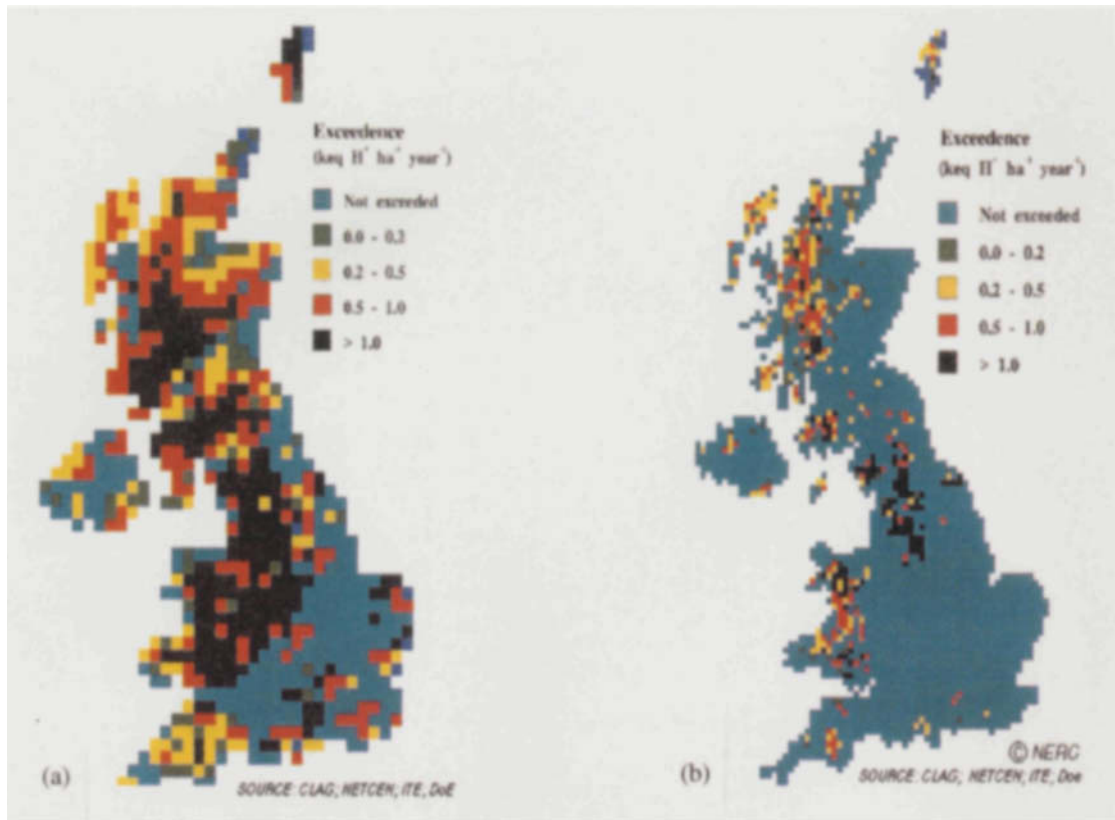 Exceedence
(keq H⁺ ha⁻¹ year⁻¹)
Not exceeded
0.0 - 0.2
0.2 - 0.5
0.5 - 1.0
> 1.0
(a)
SOURCE: CLAG; NETCEN; ITE; DoE
Exceedence
(keq H⁺ ha⁻¹ year⁻¹)
Not exceeded
0.0 - 0.2
0.2 - 0.5
0.5 - 1.0
> 1.0
© NERC
(b)
SOURCE: CLAG; NETCEN; ITE; Doe